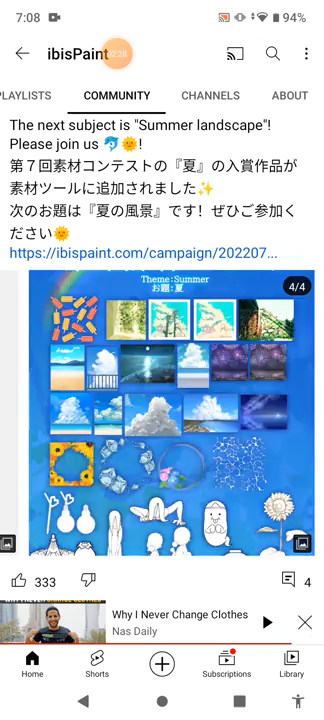 7:08
94%
ibisPaint
02:28
PLAYLISTS
COMMUNITY
CHANNELS
ABOUT
The next subject is "Summer landscape"!
Please join us 🐬🌞!
第７回素材コンテストの『夏』の入賞作品が
素材ツールに追加されました✨
次のお題は『夏の風景』です！ぜひご参加く
ださい🌞
https://ibispaint.com/campaign/202207...
Theme:Summer
お題:夏
4/4
333
4
Why I Never Change Clothes
Nas Daily
Home
Shorts
Subscriptions
Library